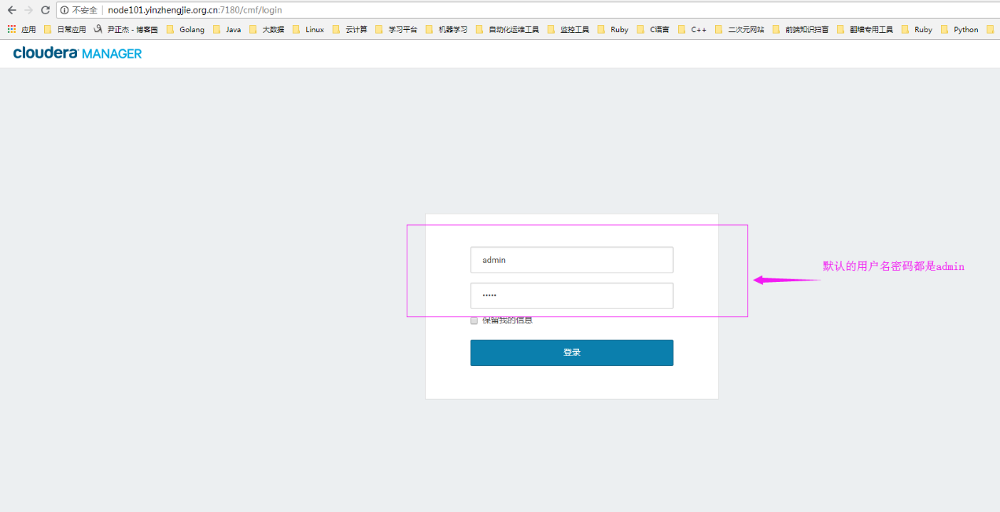 不安全 node101.yinzhengjie.org.cn:7180/cmf/login
应用 日常应用 尹正杰 - 博客园 Golang Java 大数据 Linux 云计算 学习平台 机器学习 自动化运维工具 监控工具 Ruby C语言 C++ 二次元网站 前端知识扫盲 翻墙专用工具 Ruby Python
cloudera MANAGER
admin
•••••
默认的用户名密码都是admin
保留我的信息
登录